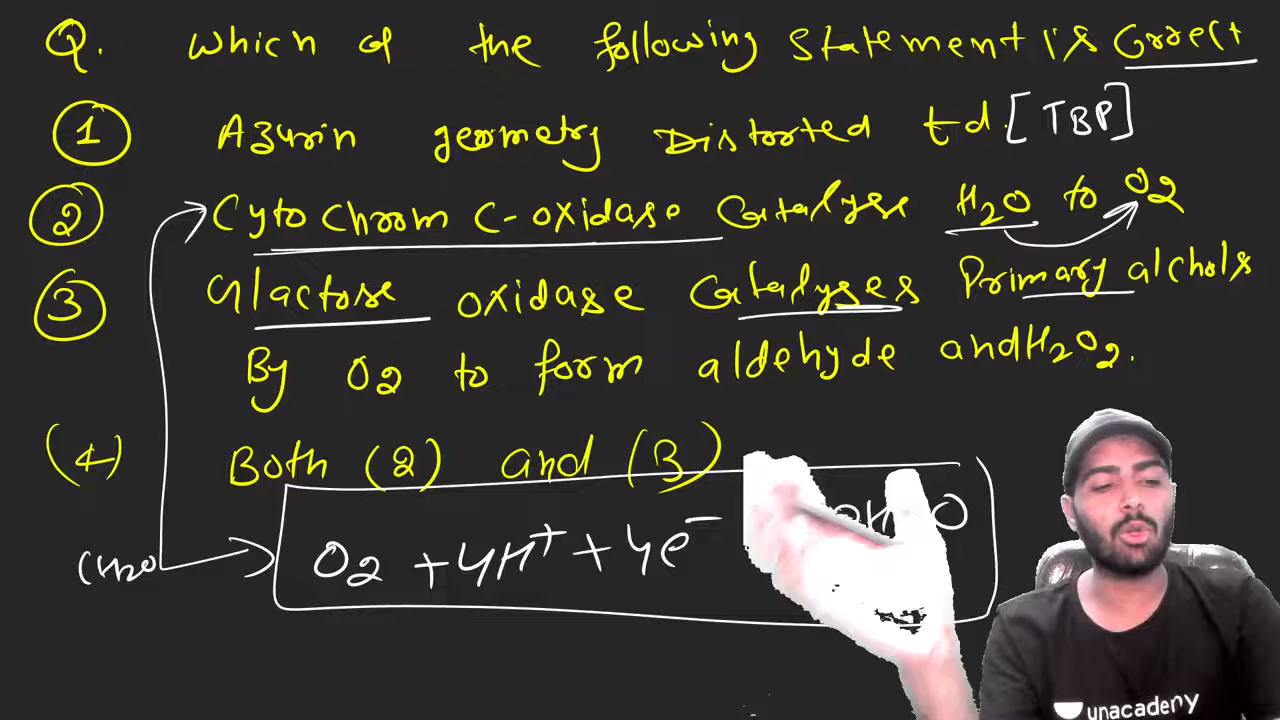 Q. Which of the following Statement is Correct
1 Azurin geometry Distorted td. [TBP]
2 Cyto Chrom C-oxidase Catalyse H2O to O2
3 Glactose oxidase Catalyses Primary alchols
By O2 to form aldehyde and H2O2.
(4) Both (2) and (3)
O2 + 4H+ + 4e-
unacademy